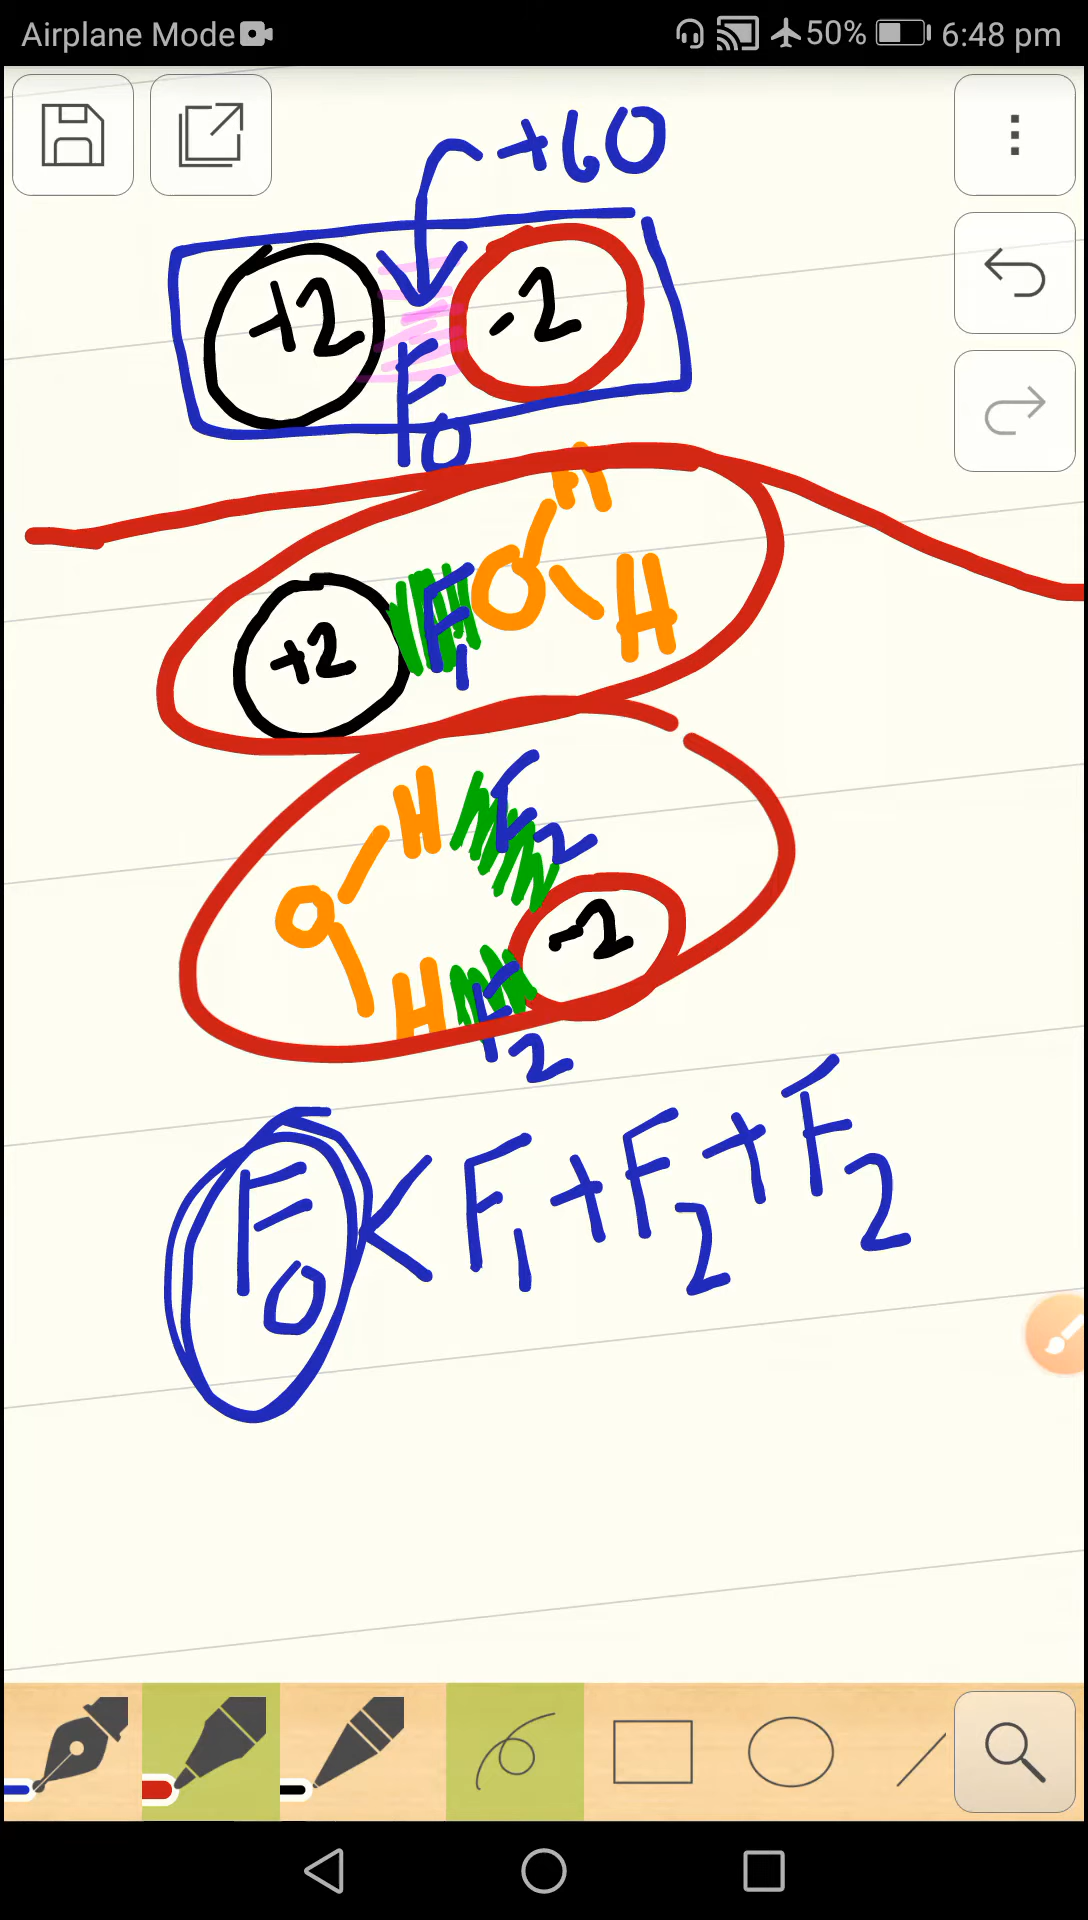 Airplane Mode 50% 6:48 pm
+60
+2 -2
F0
H
+2 F1 O H
H F2
O -2
H F2
F0 < F1 + F2 + F2